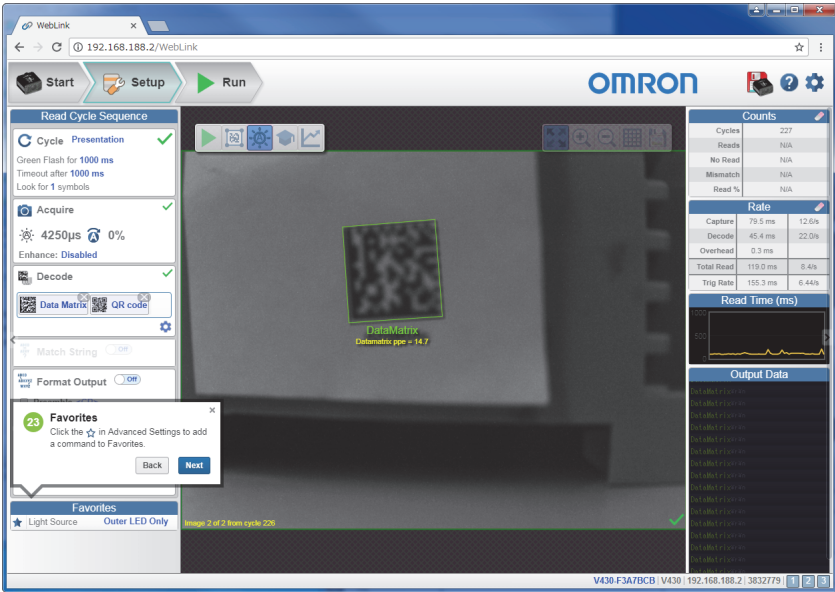 WebLink
192.168.188.2/WebLink
Start
Setup
Run
OMRON
Read Cycle Sequence
Cycle Presentation
Green Flash for 1000 ms
Timeout after 1000 ms
Look for 1 symbols
Acquire
4250µs 0%
Enhance: Disabled
Decode
Data Matrix QR code
Match String Off
Format Output Off
23 Favorites
Click the ☆ in Advanced Settings to add
a command to Favorites.
Back Next
Favorites
Light Source Outer LED Only
DataMatrix
Datamatrix ppe = 14.7
Image 2 of 2 from cycle 226
Counts
Cycles 227
Reads N/A
No Read N/A
Mismatch N/A
Read % N/A
Rate
Capture 79.5 ms 12.6/s
Decode 45.4 ms 22.0/s
Overhead 0.3 ms
Total Read 119.0 ms 8.4/s
Trig Rate 155.3 ms 6.44/s
Read Time (ms)
1000
500
0
Output Data
V430-F3A7BCB V430 192.168.188.2 3832779 1 2 3